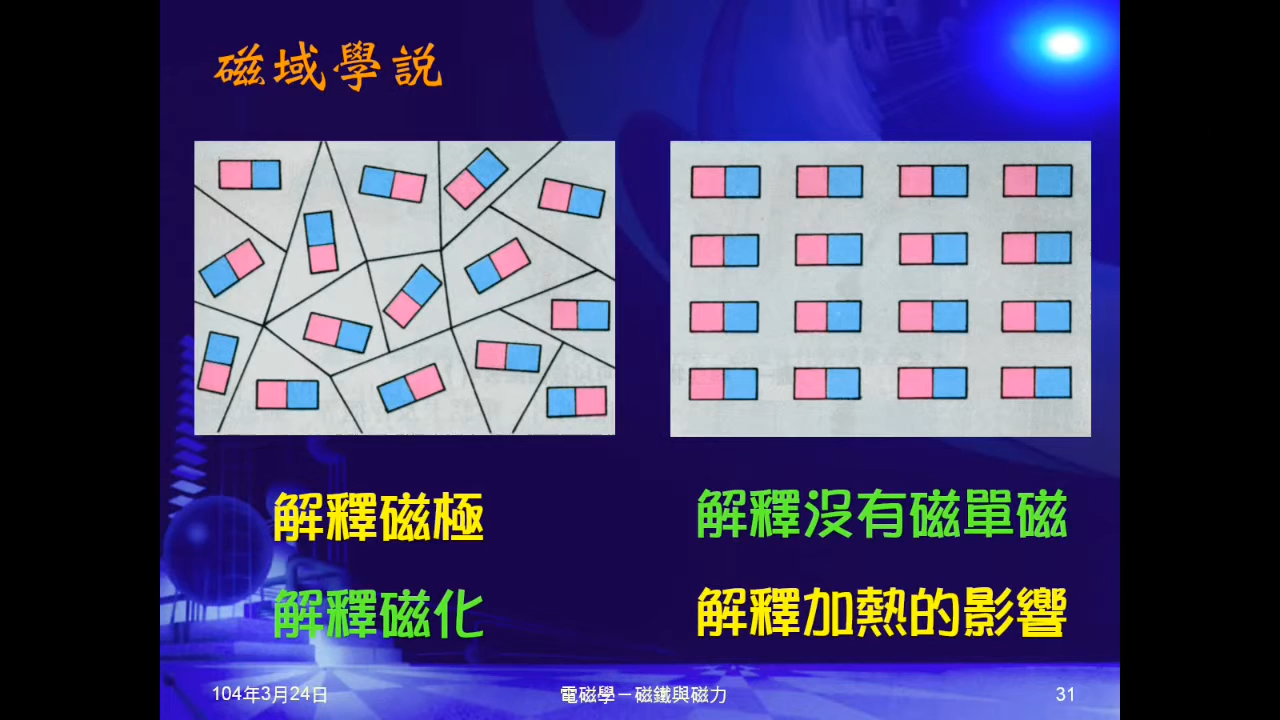 磁域學説
解釋磁極
解釋沒有磁單磁
解釋磁化
解釋加熱的影響
104年3月24日
電磁學－磁鐵與磁力
31